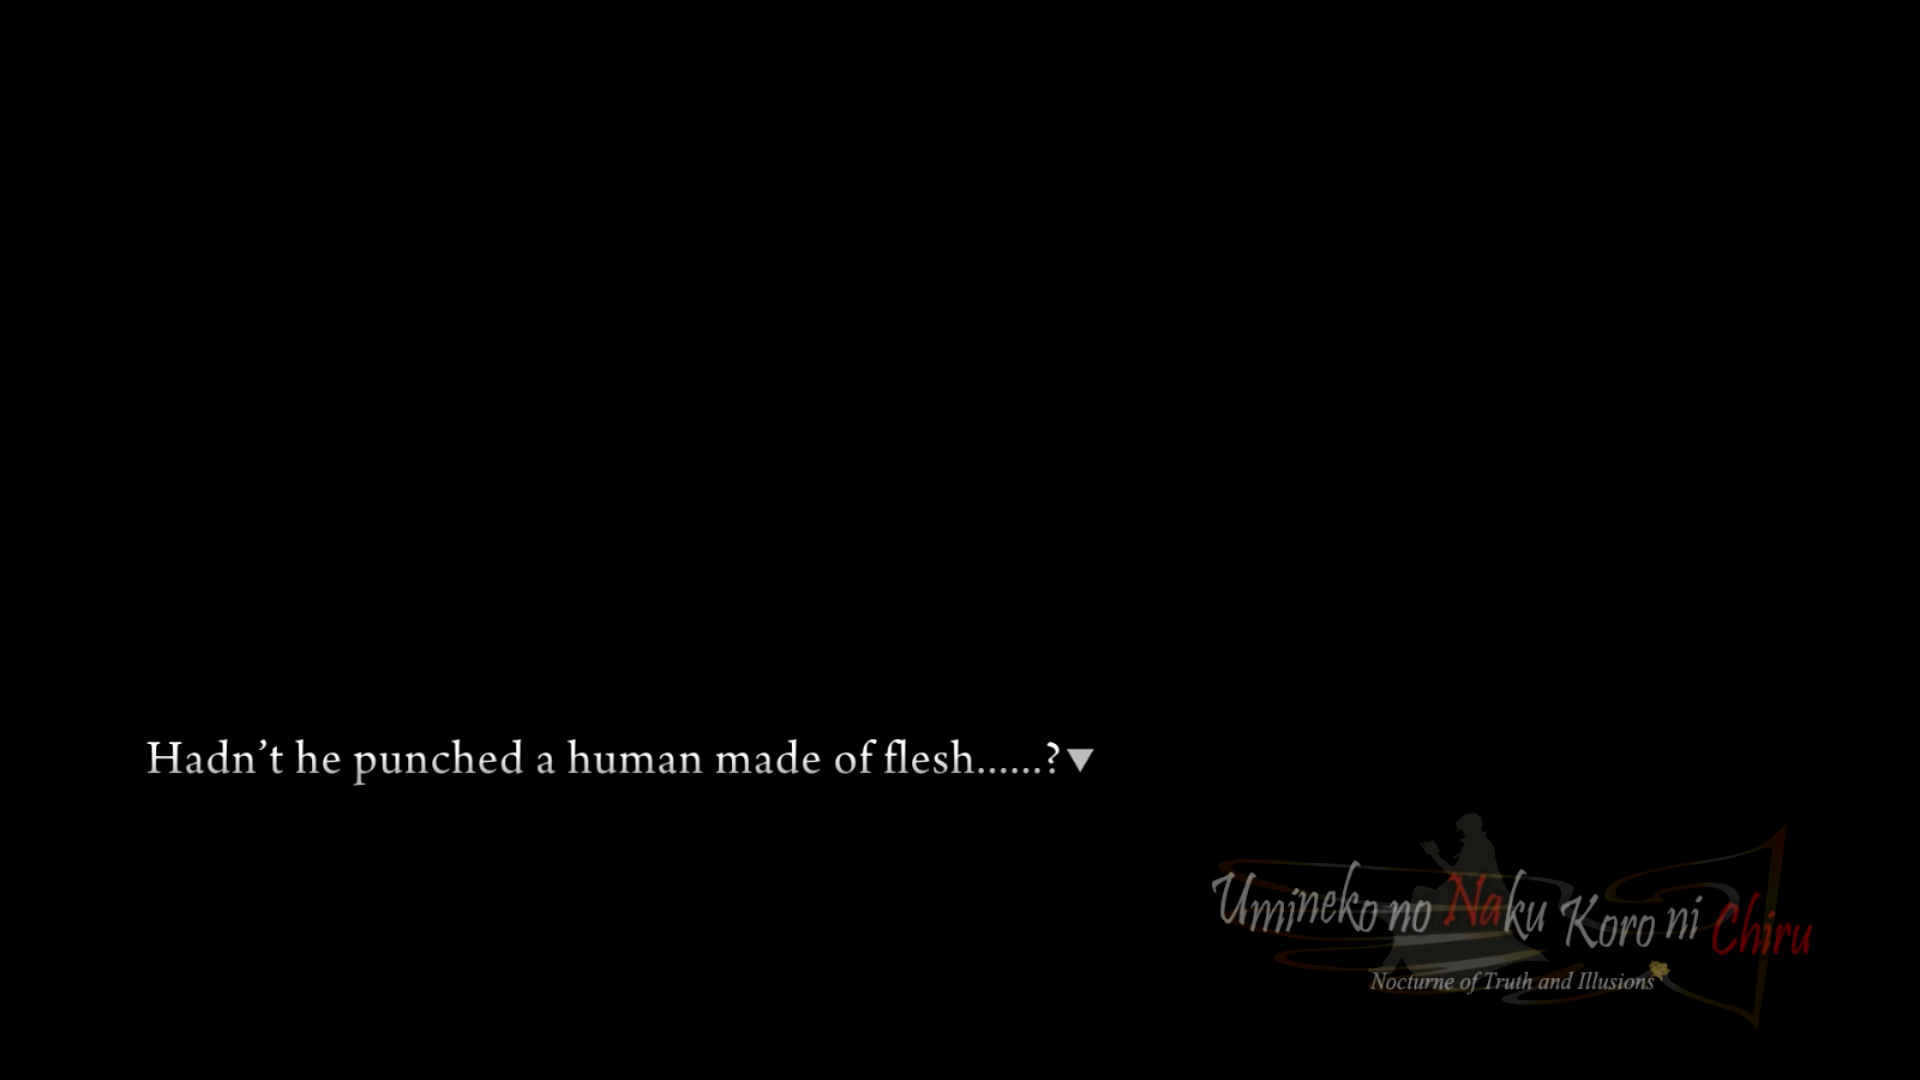 Hadn’t he punched a human made of flesh......?
Umineko no Naku Koro ni Chiru
Nocturne of Truth and Illusions